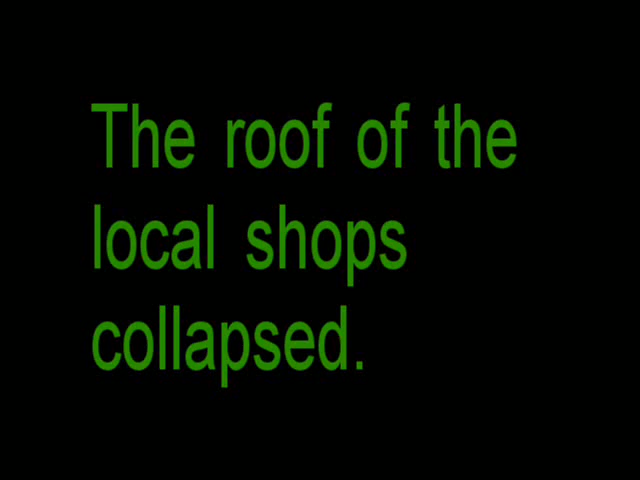 The roof of the
local shops
collapsed.